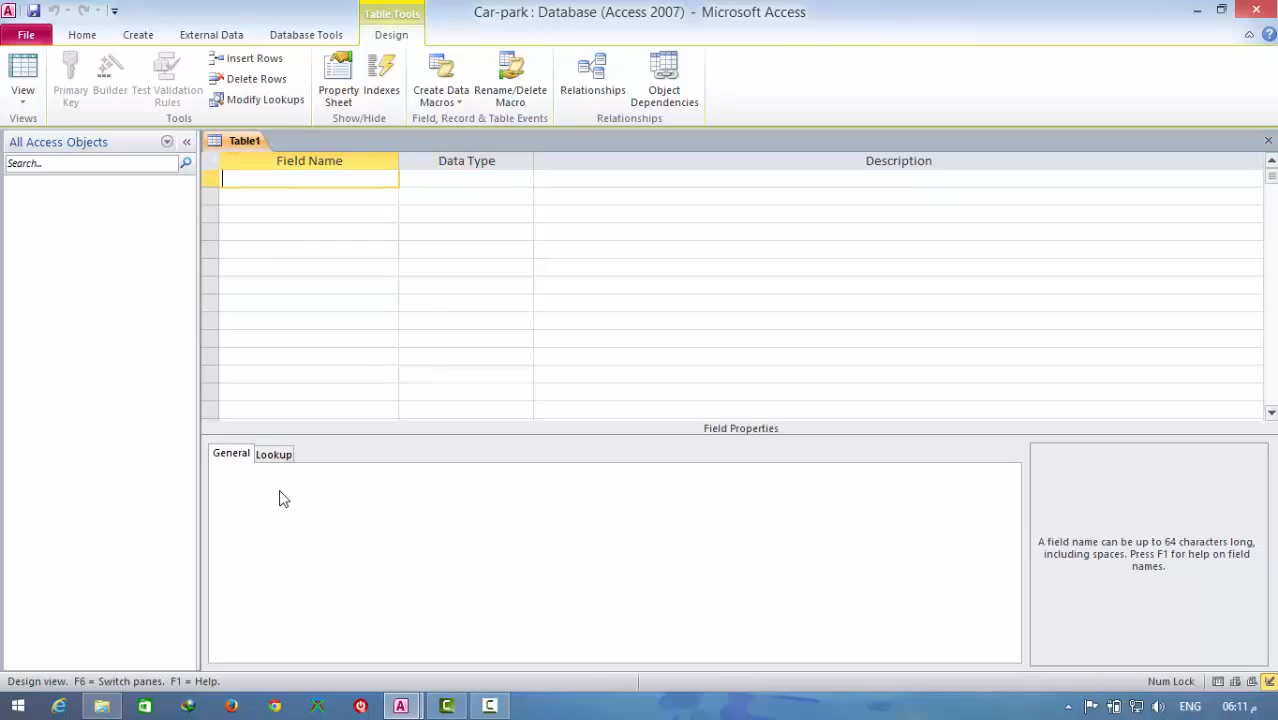 Table Tools
Car-park : Database (Access 2007) - Microsoft Access
File
Home
Create
External Data
Database Tools
Design
View
Primary Key
Builder
Test Validation Rules
Insert Rows
Delete Rows
Modify Lookups
Property Sheet
Indexes
Create Data Macros
Rename/Delete Macro
Relationships
Object Dependencies
Views
Tools
Show/Hide
Field, Record & Table Events
Relationships
All Access Objects
Table1
Search...
Field Name
Data Type
Description
Field Properties
General
Lookup
A field name can be up to 64 characters long,
including spaces. Press F1 for help on field
names.
Design view. F6 = Switch panes. F1 = Help.
Num Lock
ENG
06:11 م